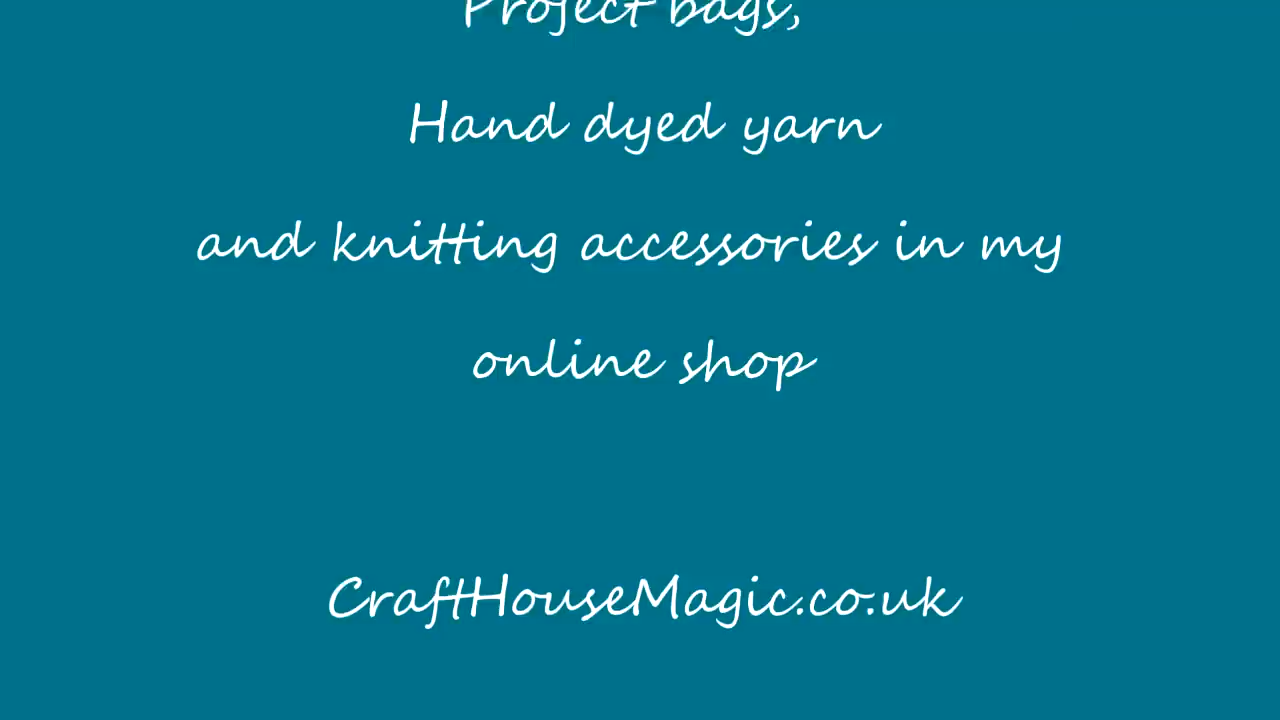 Project bags,
Hand dyed yarn
and knitting accessories in my
online shop
CraftHouseMagic.co.uk